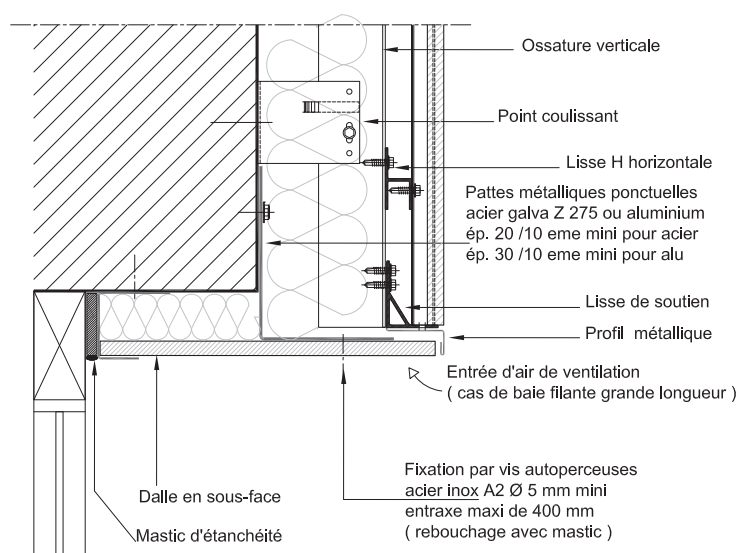 Ossature verticale
Point coulissant
Lisse H horizontale
Pattes métalliques ponctuelles
acier galva Z 275 ou aluminium
ép. 20 /10 eme mini pour acier
ép. 30 /10 eme mini pour alu
Lisse de soutien
Profil métallique
Entrée d'air de ventilation
( cas de baie filante grande longueur )
Fixation par vis autoperceuses
acier inox A2 Ø 5 mm mini
entraxe maxi de 400 mm
( rebouchage avec mastic )
Dalle en sous-face
Mastic d'étanchéité